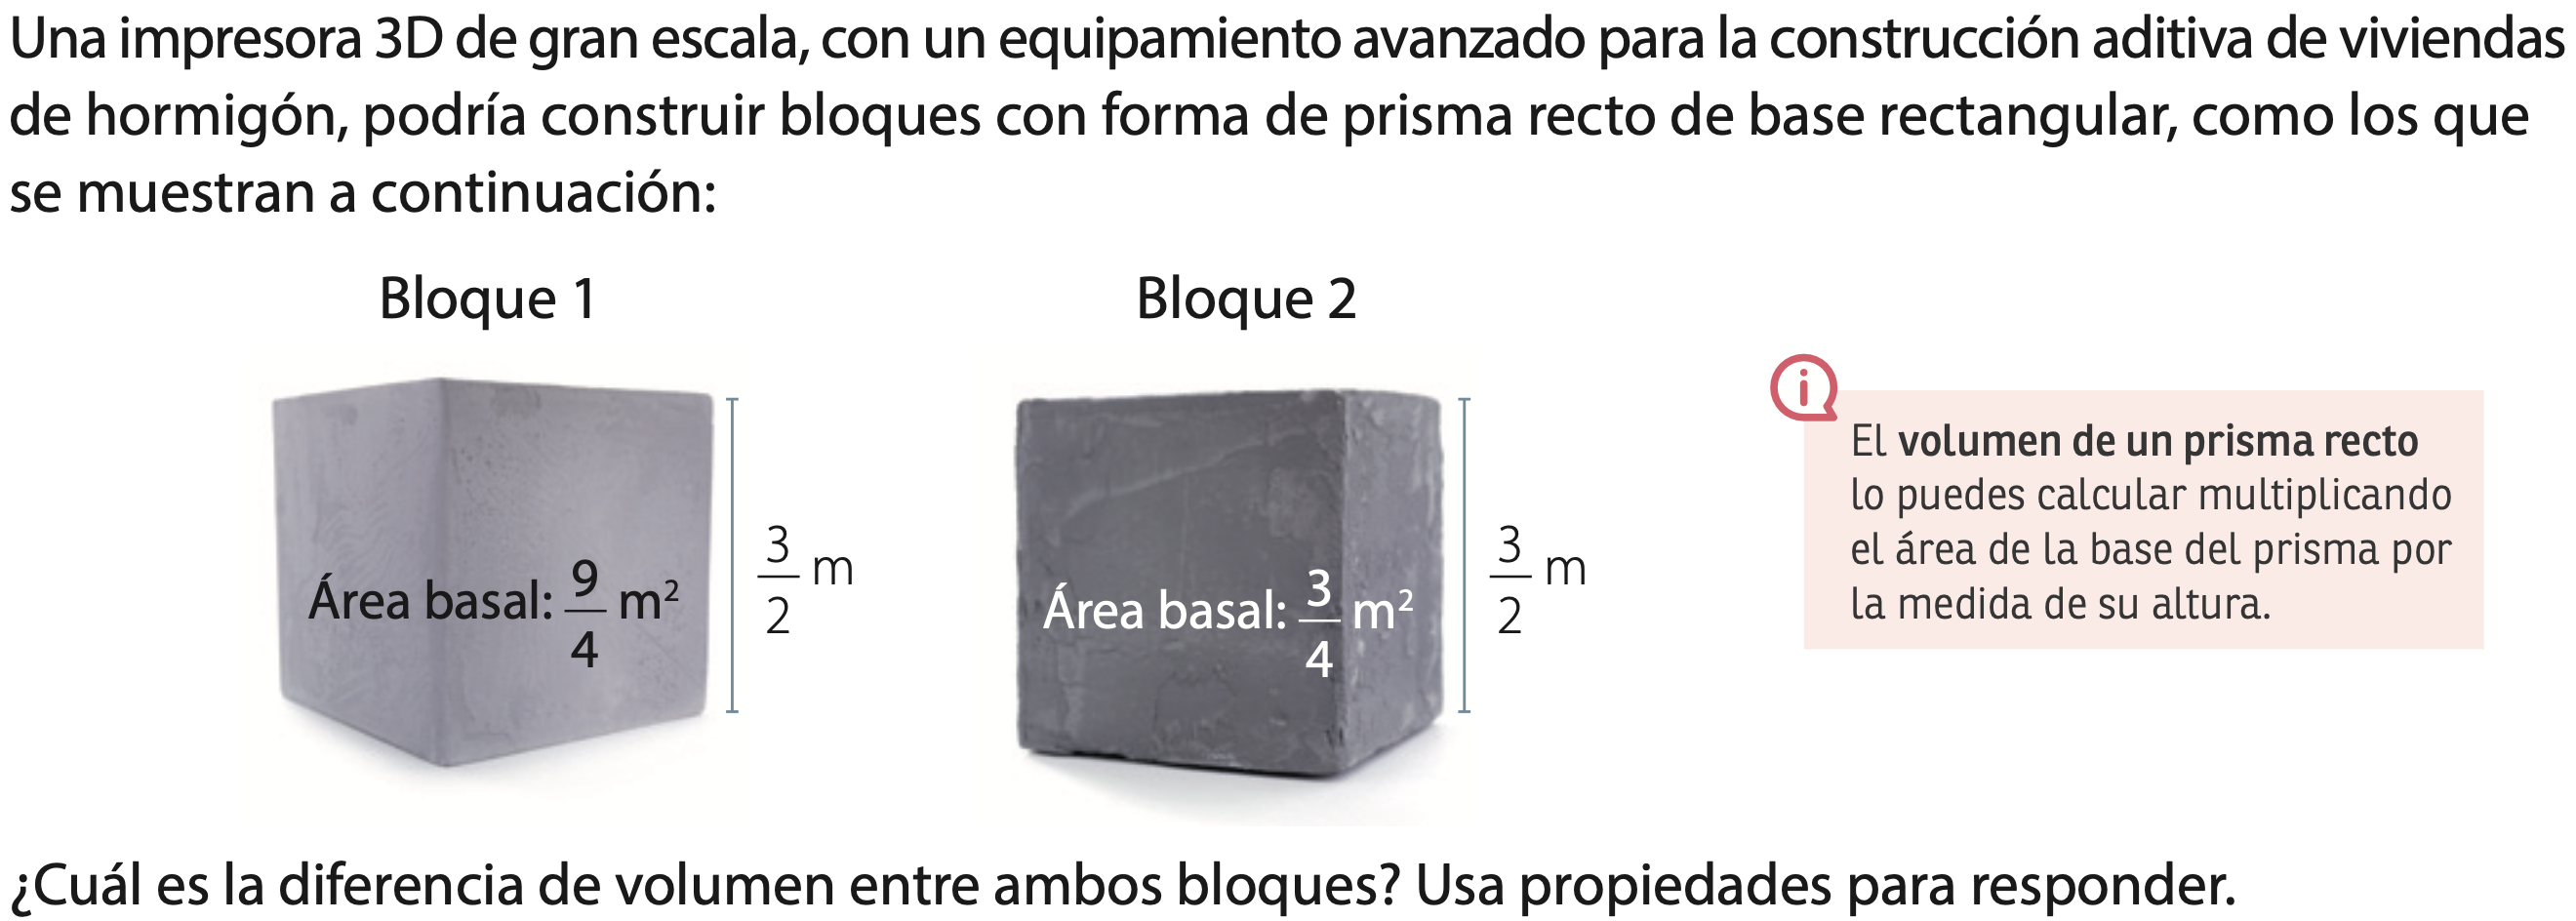 Una impresora 3D de gran escala, con un equipamiento avanzado para la construcción aditiva de viviendas
de hormigón, podría construir bloques con forma de prisma recto de base rectangular, como los que
se muestran a continuación:
Bloque 1
Área basal: 9/4 m²
3/2 m
Bloque 2
Área basal: 3/4 m²
3/2 m
i
El volumen de un prisma recto
lo puedes calcular multiplicando
el área de la base del prisma por
la medida de su altura.
¿Cuál es la diferencia de volumen entre ambos bloques? Usa propiedades para responder.